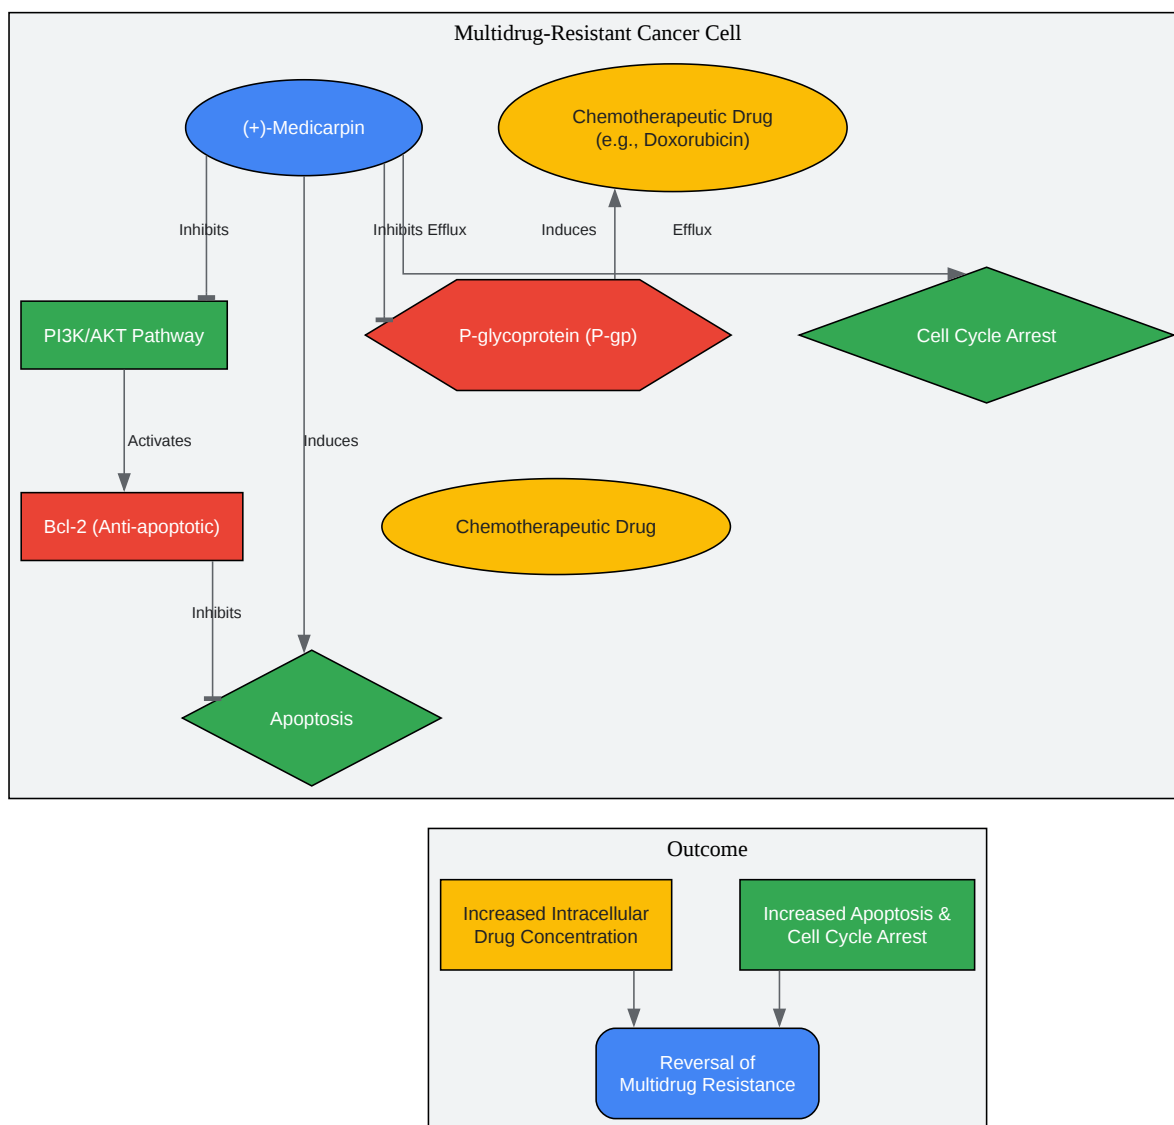 Multidrug-Resistant Cancer Cell
(+)-Medicarpin
Chemotherapeutic Drug
(e.g., Doxorubicin)
Inhibits
Inhibits Efflux
Induces
Efflux
PI3K/AKT Pathway
P-glycoprotein (P-gp)
Cell Cycle Arrest
Activates
Induces
Bcl-2 (Anti-apoptotic)
Chemotherapeutic Drug
Inhibits
Apoptosis
Outcome
Increased Intracellular
Drug Concentration
Increased Apoptosis &
Cell Cycle Arrest
Reversal of
Multidrug Resistance